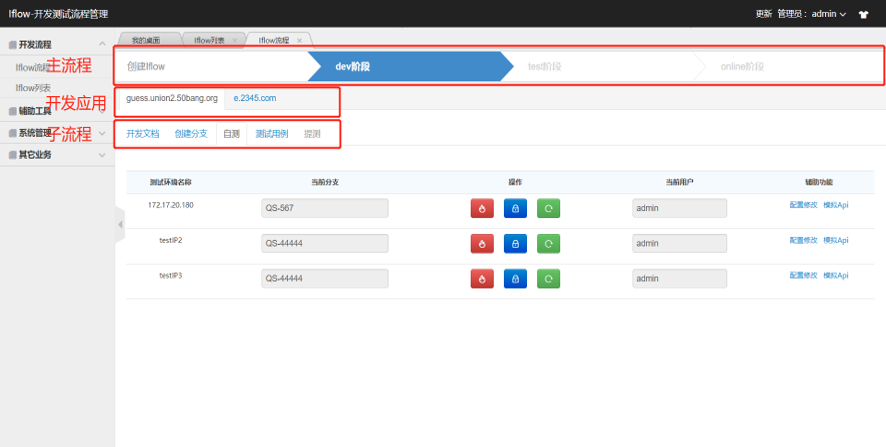 Iflow-开发测试流程管理
更新 管理员：admin
开发流程
我的桌面 Iflow列表 × Iflow流程 ×
Iflow流程
主流程
创建Iflow dev阶段 test阶段 online阶段
Iflow列表
开发应用
guess.union2.50bang.org e.2345.com
辅助工具
系统管理
子流程
开发文档 创建分支 自测 测试用例 提测
其它业务
测试环境名称 当前分支 操作 当前用户 辅助功能
172.17.20.180 QS-567 admin 配置修改 模拟Api
testIP2 QS-44444 admin 配置修改 模拟Api
testIP3 QS-44444 admin 配置修改 模拟Api